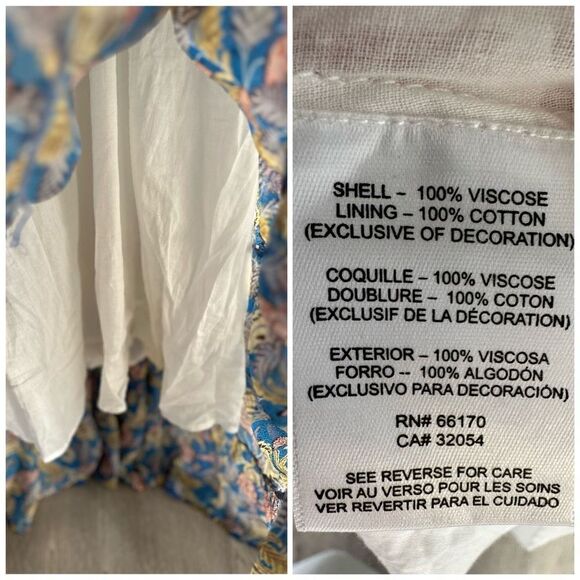 SHELL – 100% VISCOSE
LINING – 100% COTTON
(EXCLUSIVE OF DECORATION)
COQUILLE – 100% VISCOSE
DOUBLURE – 100% COTON
(EXCLUSIF DE LA DÉCORATION)
EXTERIOR – 100% VISCOSA
FORRO -- 100% ALGODÓN
(EXCLUSIVO PARA DECORACIÓN)
RN# 66170
CA# 32054
SEE REVERSE FOR CARE
VOIR AU VERSO POUR LES SOINS
VER REVERTIR PARA EL CUIDADO